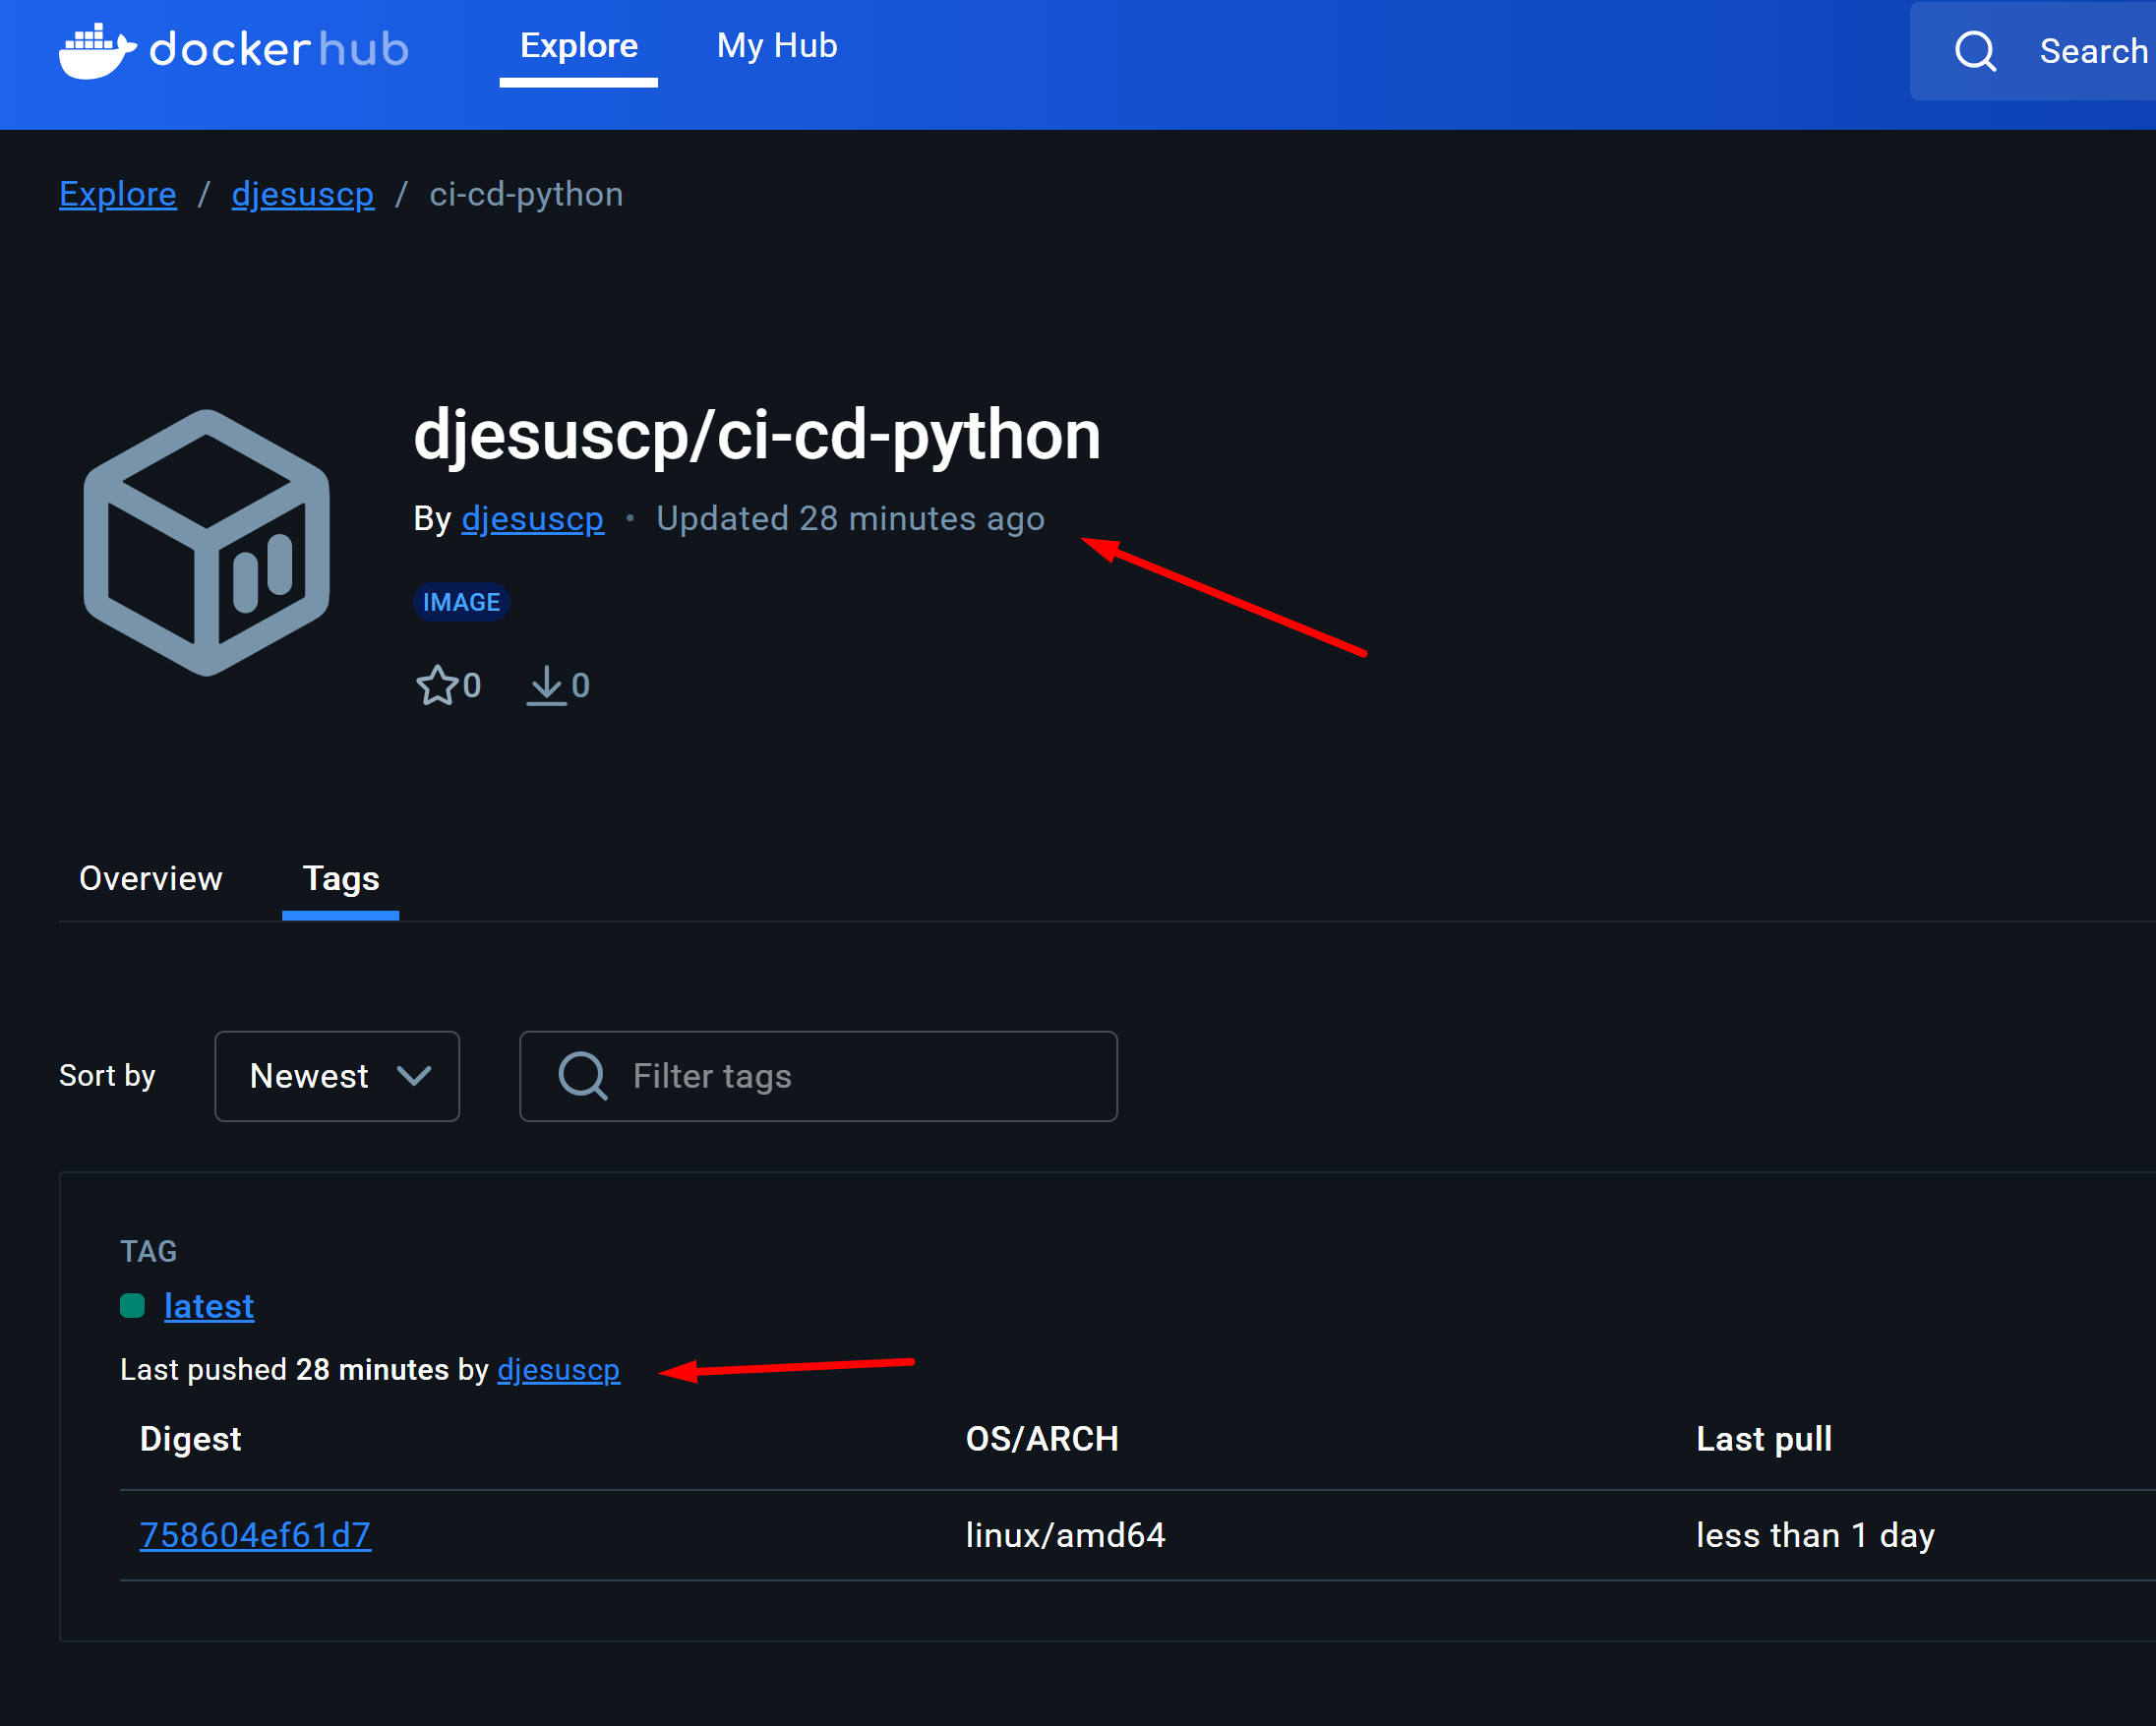 dockerhub Explore My Hub Search
Explore / djesuscp / ci-cd-python
djesuscp/ci-cd-python
By djesuscp • Updated 28 minutes ago
IMAGE
0 0
Overview Tags
Sort by Newest Filter tags
TAG
latest
Last pushed 28 minutes by djesuscp
Digest OS/ARCH Last pull
758604ef61d7 linux/amd64 less than 1 day